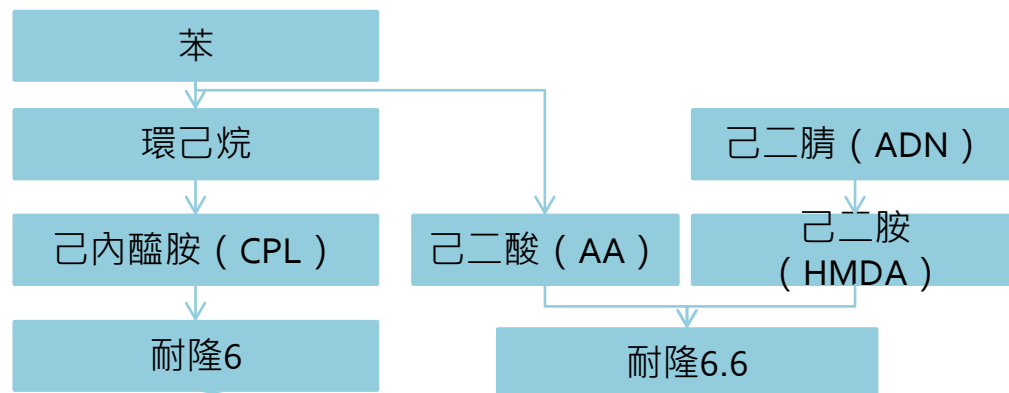 苯
環己烷
己二腈（ADN）
己內醯胺（CPL）
己二酸（AA）
己二胺
（HMDA）
耐隆6
耐隆6.6